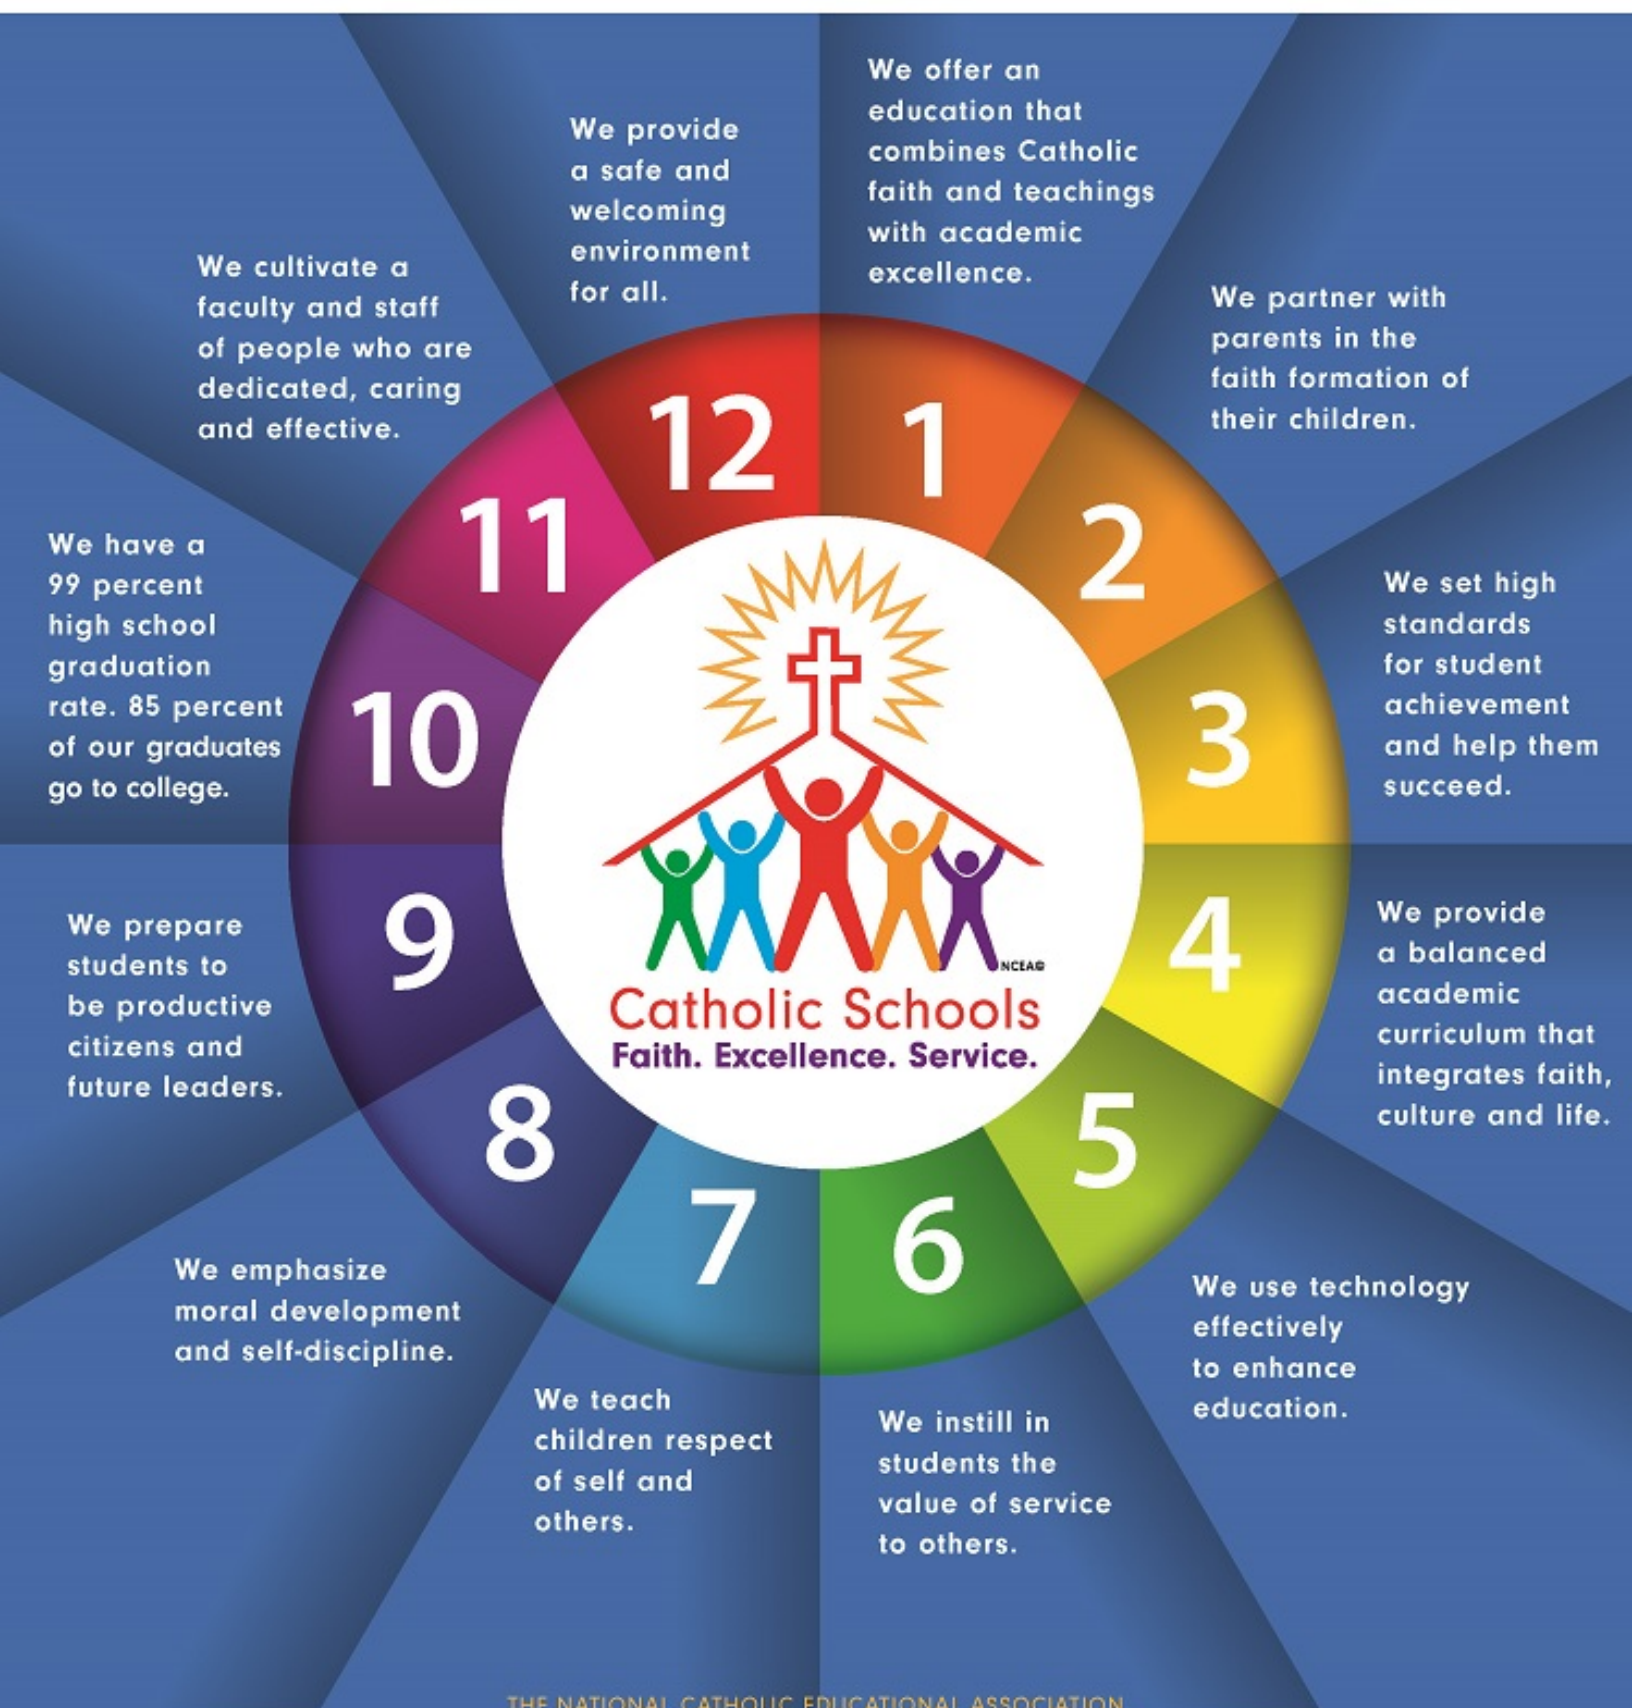 We offer an
education that
combines Catholic
faith and teachings
with academic
excellence.
1
We partner with
parents in the
faith formation of
their children.
2
We set high
standards
for student
achievement
and help them
succeed.
3
We provide
a balanced
academic
curriculum that
integrates faith,
culture and life.
4
We use technology
effectively
to enhance
education.
5
We instill in
students the
value of service
to others.
6
We teach
children respect
of self and
others.
7
We emphasize
moral development
and self-discipline.
8
We prepare
students to
be productive
citizens and
future leaders.
9
We have a
99 percent
high school
graduation
rate. 85 percent
of our graduates
go to college.
10
We cultivate a
faculty and staff
of people who are
dedicated, caring
and effective.
11
We provide
a safe and
welcoming
environment
for all.
12
NCEA©
Catholic Schools
Faith. Excellence. Service.
THE NATIONAL CATHOLIC EDUCATIONAL ASSOCIATION